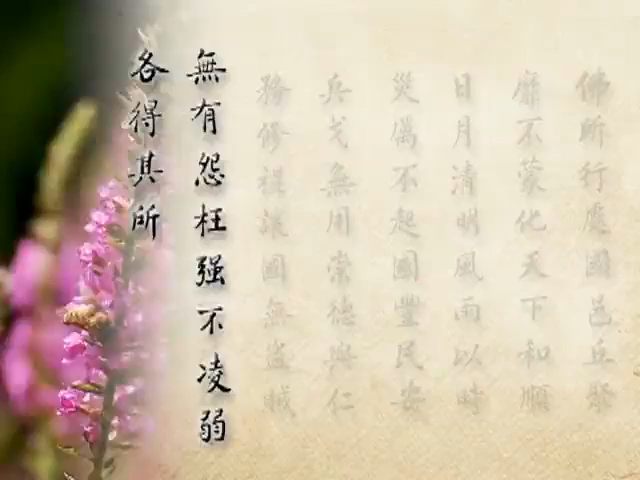 佛所行處國邑丘聚
靡不蒙化天下和順
日月清明風雨以時
災厲不起國豐民安
兵戈無用崇德興仁
務修禮讓國無盜賊
無有怨枉强不凌弱
各得其所